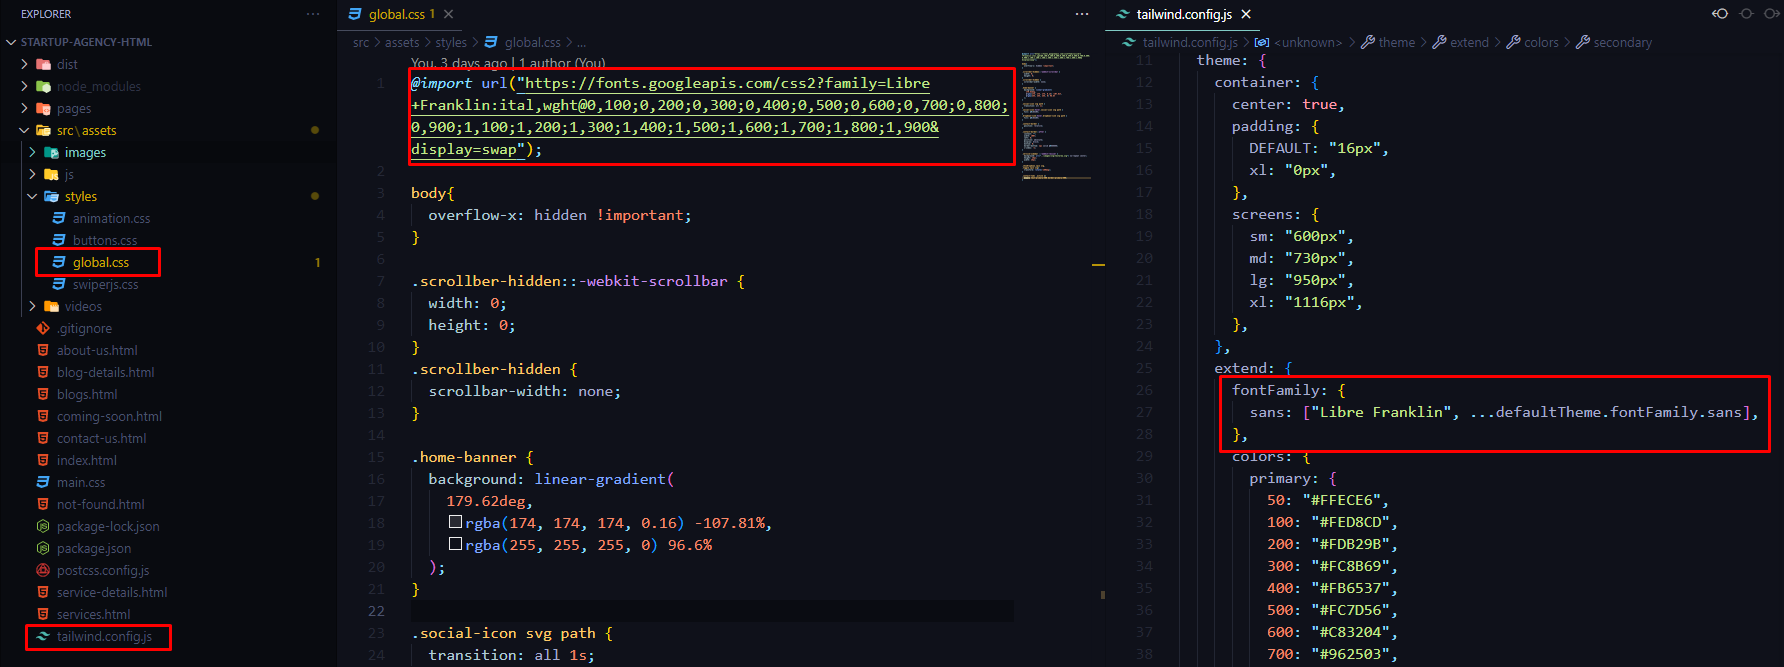 EXPLORER
···
STARTUP-AGENCY-HTML
dist
node_modules
pages
src\assets
images
js
styles
animation.css
buttons.css
global.css
1
swiperjs.css
videos
.gitignore
about-us.html
blog-details.html
blogs.html
coming-soon.html
contact-us.html
index.html
main.css
not-found.html
package-lock.json
package.json
postcss.config.js
service-details.html
services.html
tailwind.config.js
global.css 1
···
src > assets > styles > global.css > ...
You, 3 days ago | 1 author (You)
1 @import url("https://fonts.googleapis.com/css2?family=Libre
+Franklin:ital,wght@0,100;0,200;0,300;0,400;0,500;0,600;0,700;0,800;
0,900;1,100;1,200;1,300;1,400;1,500;1,600;1,700;1,800;1,900&
display=swap");
2
3 body{
4 overflow-x: hidden !important;
5 }
6
7 .scrollber-hidden::-webkit-scrollbar {
8 width: 0;
9 height: 0;
10 }
11 .scrollber-hidden {
12 scrollbar-width: none;
13 }
14
15 .home-banner {
16 background: linear-gradient(
17 179.62deg,
18 rgba(174, 174, 174, 0.16) -107.81%,
19 rgba(255, 255, 255, 0) 96.6%
20 );
21 }
22
23 .social-icon svg path {
24 transition: all 1s;
tailwind.config.js
tailwind.config.js > <unknown> > theme > extend > colors > secondary
11 theme: {
12 container: {
13 center: true,
14 padding: {
15 DEFAULT: "16px",
16 xl: "0px",
17 },
18 screens: {
19 sm: "600px",
20 md: "730px",
21 lg: "950px",
22 xl: "1116px",
23 },
24 },
25 extend: {
26 fontFamily: {
27 sans: ["Libre Franklin", ...defaultTheme.fontFamily.sans],
28 },
29 colors: {
30 primary: {
31 50: "#FFECE6",
32 100: "#FED8CD",
33 200: "#FDB29B",
34 300: "#FC8B69",
35 400: "#FB6537",
36 500: "#FC7D56",
37 600: "#C83204",
38 700: "#962503",